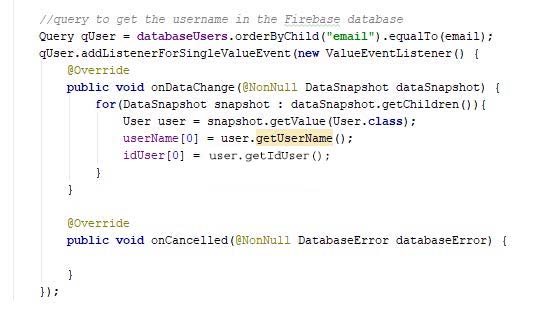 //query to get the username in the Firebase database
Query qUser = databaseUsers.orderByChild("email").equalTo(email);
qUser.addListenerForSingleValueEvent(new ValueEventListener() {
@Override
public void onDataChange(@NonNull DataSnapshot dataSnapshot) {
for(DataSnapshot snapshot : dataSnapshot.getChildren()){
User user = snapshot.getValue(User.class);
userName[0] = user.getUserName();
idUser[0] = user.getIdUser();
}
}
@Override
public void onCancelled(@NonNull DatabaseError databaseError) {
}
});